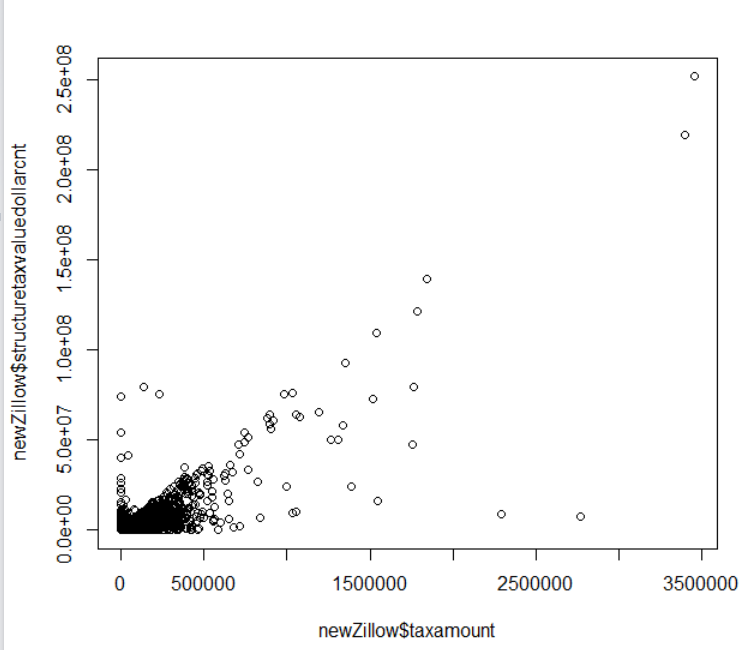 newZillow$structuretaxvaluedollarcnt
2.5e+08
2.0e+08
1.5e+08
1.0e+08
5.0e+07
0.0e+00
0 500000 1500000 2500000 3500000
newZillow$taxamount